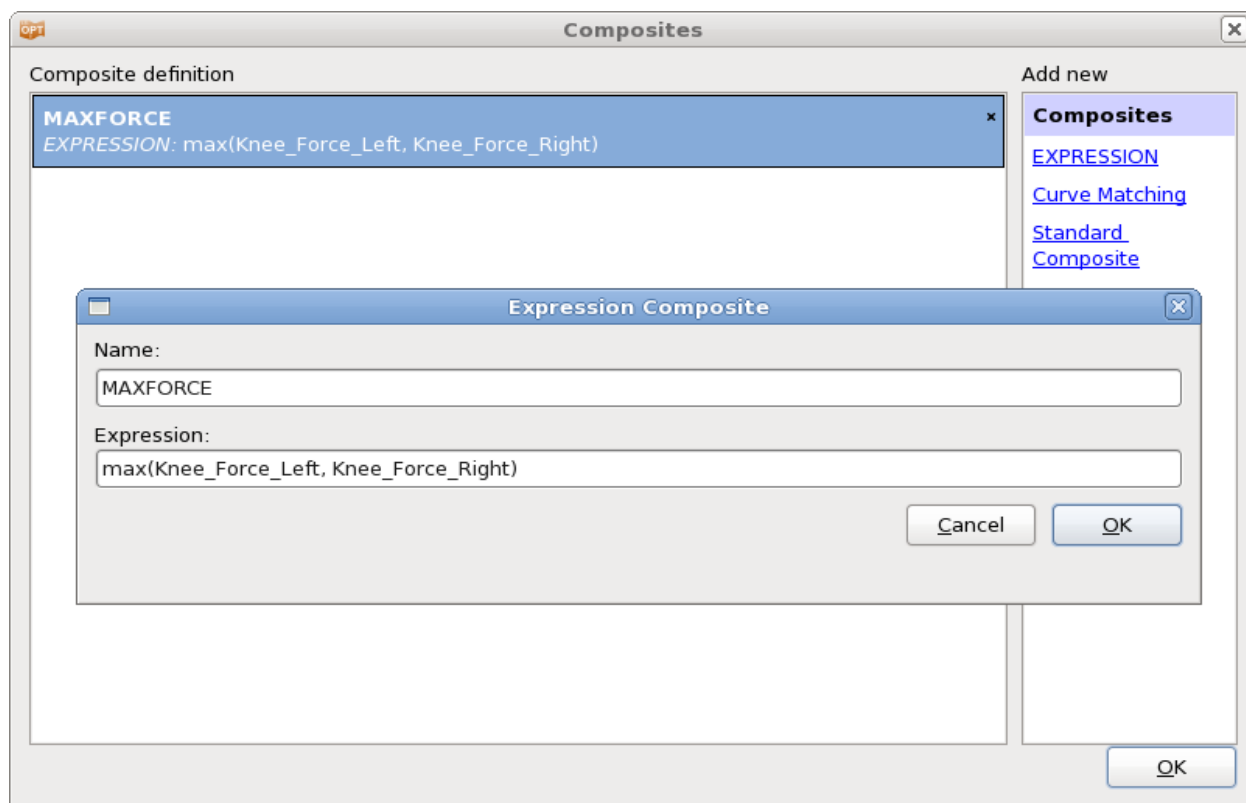 OPT
Composites
Composite definition
Add new
MAXFORCE
EXPRESSION: max(Knee_Force_Left, Knee_Force_Right)
Composites
EXPRESSION
Curve Matching
Standard
Composite
Expression Composite
Name:
MAXFORCE
Expression:
max(Knee_Force_Left, Knee_Force_Right)
Cancel
OK
OK